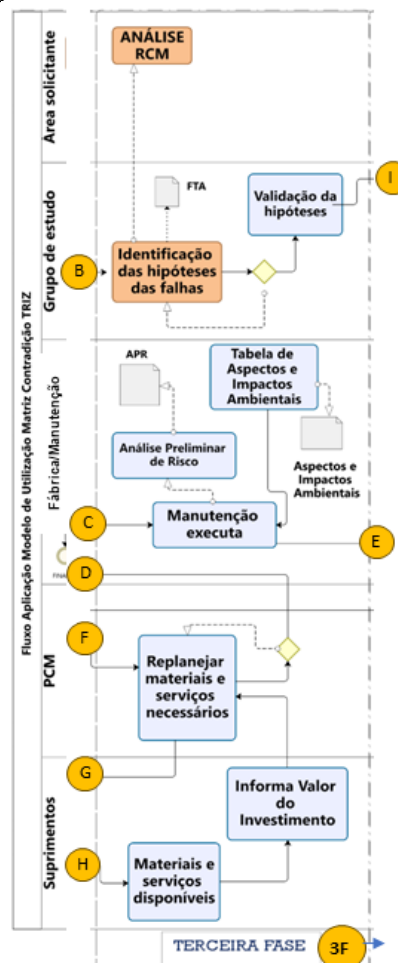 Fluxo Aplicação Modelo de Utilização Matriz Contradição TRIZ
Area solicitante
ANÁLISE
RCM
Grupo de estudo
FTA
Validação da
hipóteses
I
B
Identificação
das hipóteses
das falhas
Fábrica/Manutenção
APR
Tabela de
Aspectos e
Impactos
Ambientais
Análise Preliminar
de Risco
Aspectos e
Impactos
Ambientais
C
Manutenção
executa
E
D
PCM
F
Replanejar
materiais e
serviços
necessários
G
Suprimentos
Informa Valor
do
Investimento
H
Materiais e
serviços
disponíveis
TERCEIRA FASE
3F